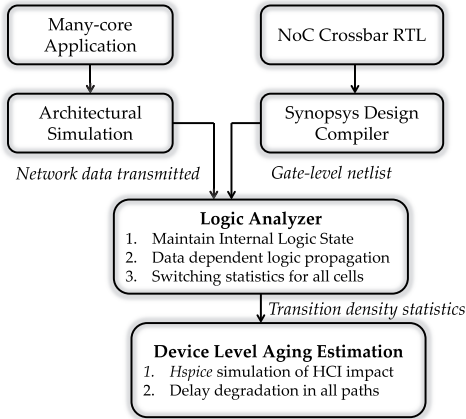 Many-core
Application
NoC Crossbar RTL
Architectural
Simulation
Synopsys Design
Compiler
Network data transmitted
Gate-level netlist
Logic Analyzer
1. Maintain Internal Logic State
2. Data dependent logic propagation
3. Switching statistics for all cells
Transition density statistics
Device Level Aging Estimation
1. Hspice simulation of HCI impact
2. Delay degradation in all paths